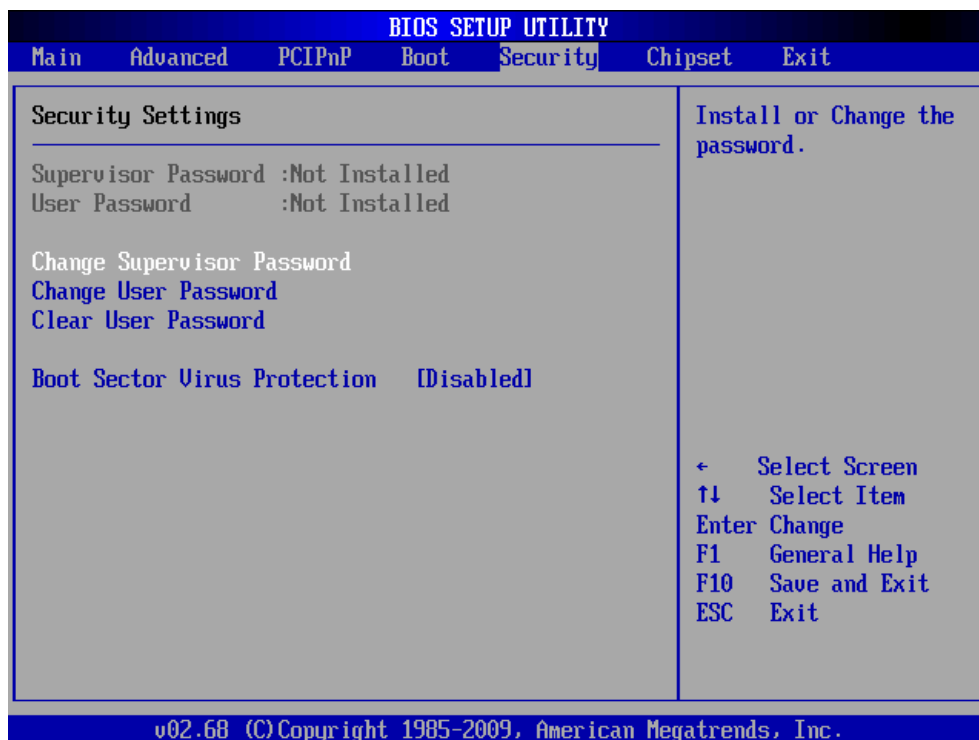 BIOS SETUP UTILITY
Main Advanced PCIPnP Boot Security Chipset Exit
Security Settings
Supervisor Password :Not Installed
User Password :Not Installed
Change Supervisor Password
Change User Password
Clear User Password
Boot Sector Virus Protection [Disabled]
Install or Change the
password.
← Select Screen
↑↓ Select Item
Enter Change
F1 General Help
F10 Save and Exit
ESC Exit
v02.68 (C)Copyright 1985-2009, American Megatrends, Inc.